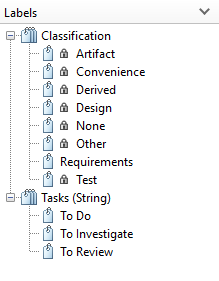 Labels
Classification
Artifact
Convenience
Derived
Design
None
Other
Requirements
Test
Tasks (String)
To Do
To Investigate
To Review